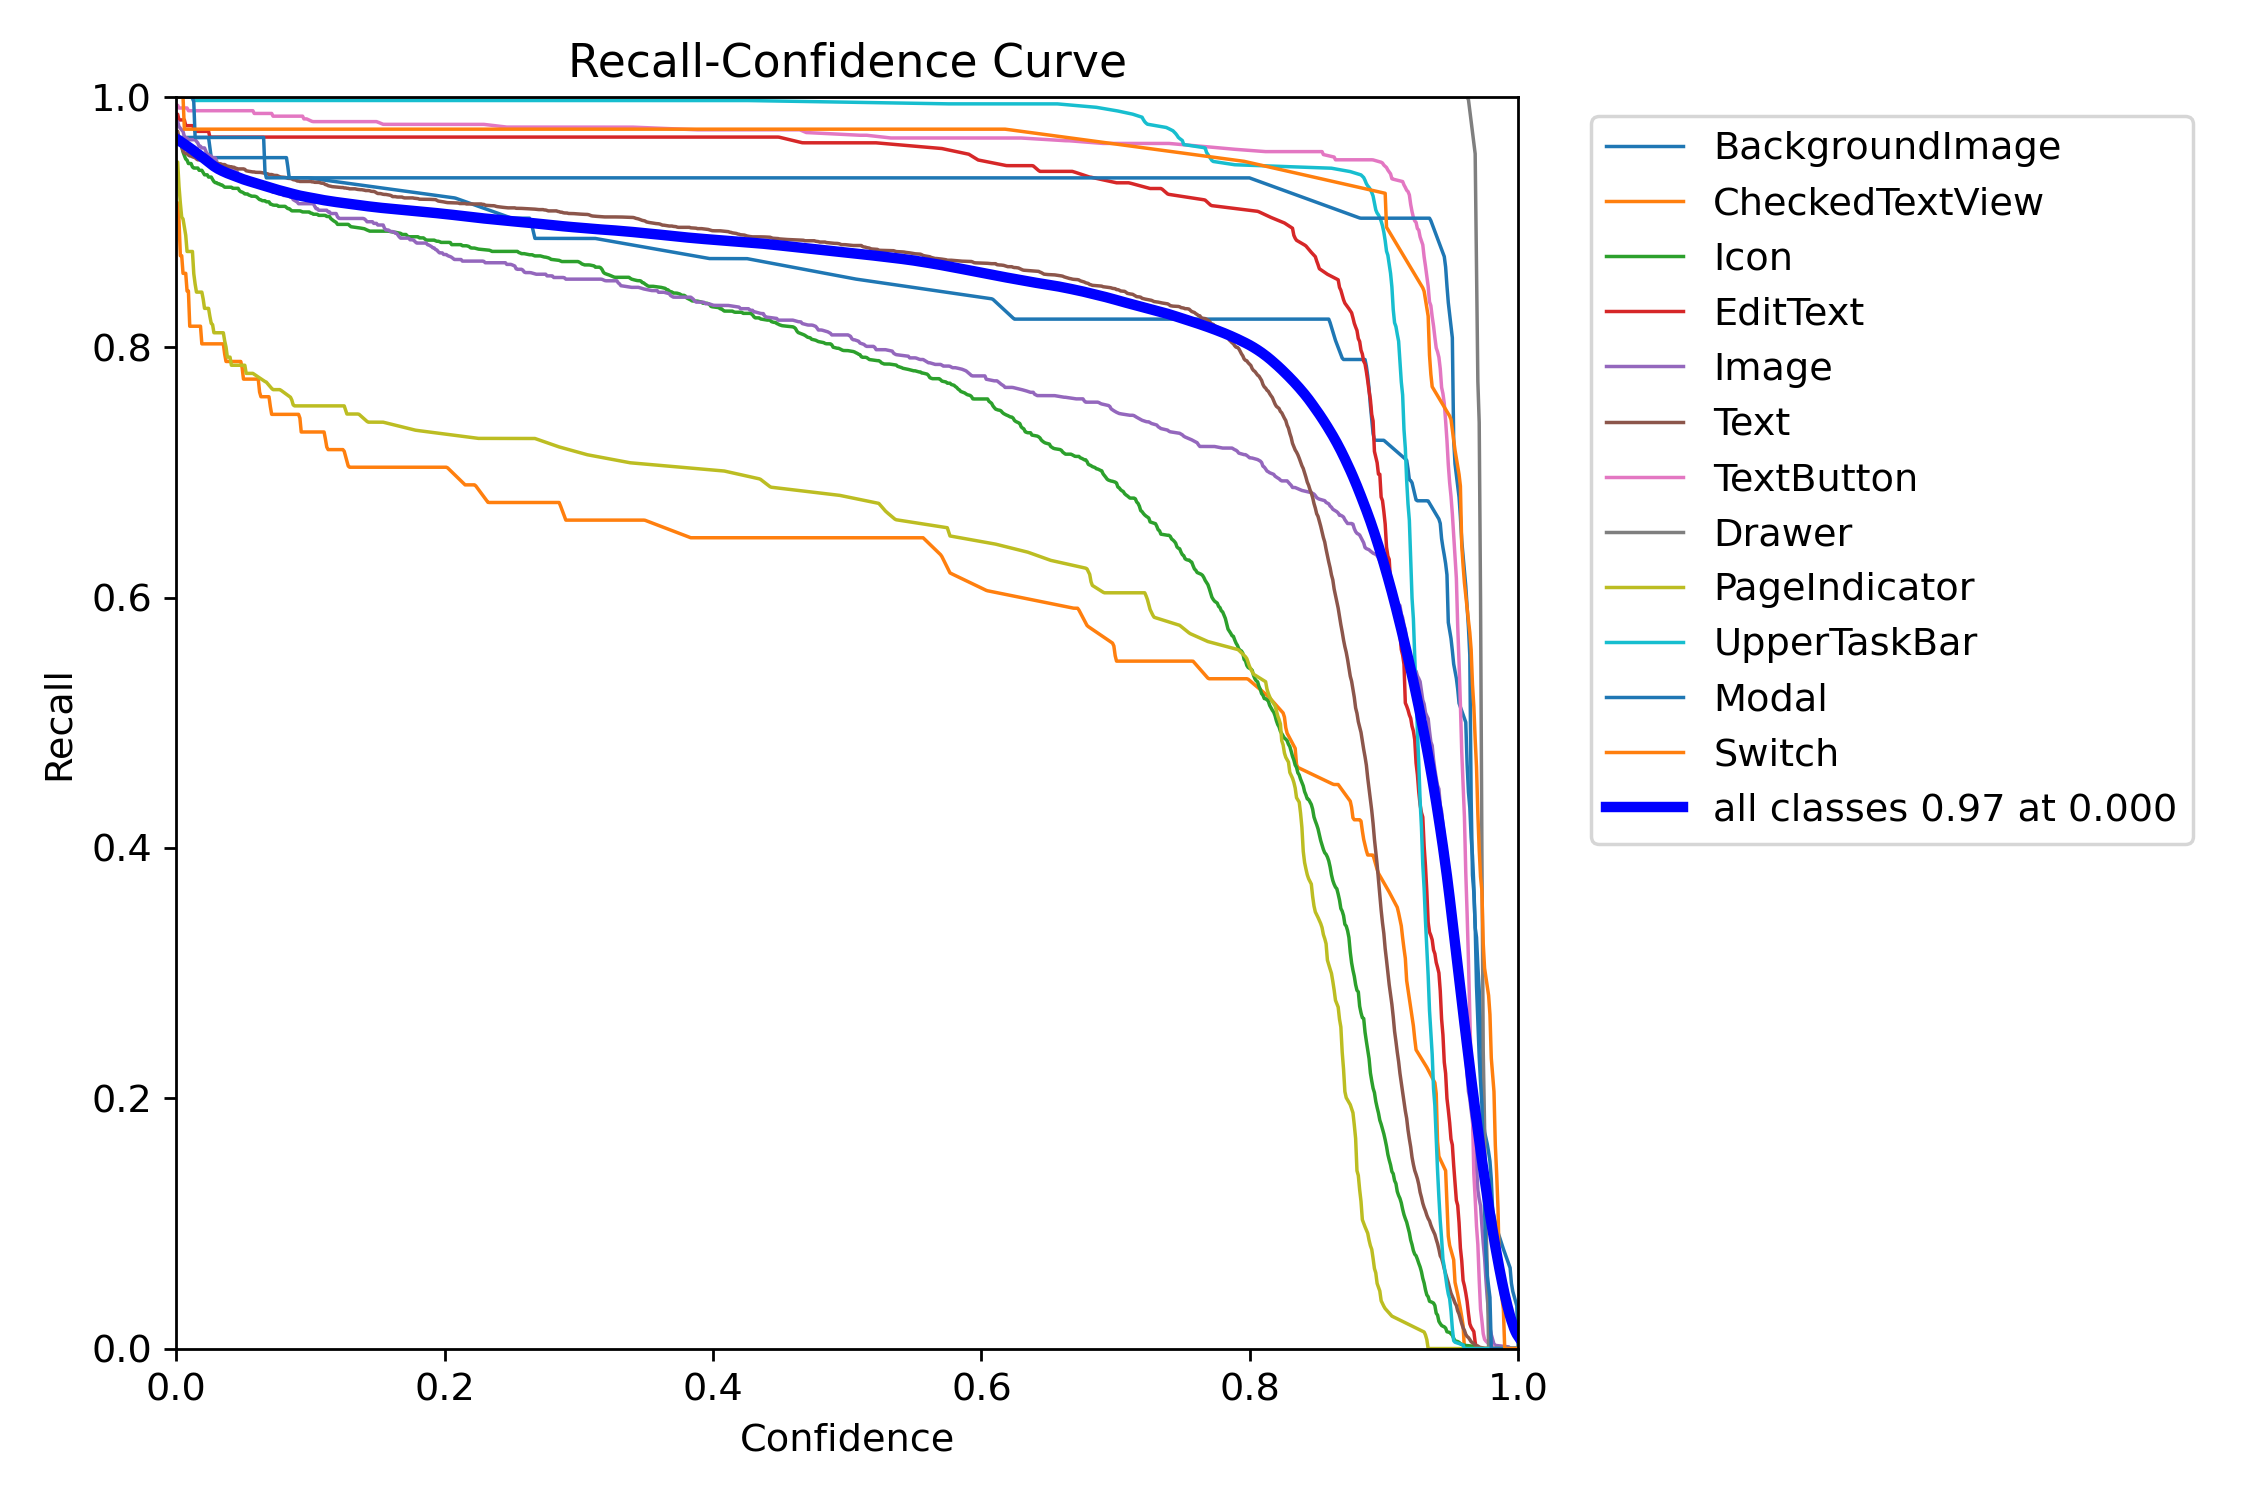 Recall-Confidence Curve
1.0
0.8
0.6
0.4
0.2
0.0
Recall
0.0 0.2 0.4 0.6 0.8 1.0
Confidence
BackgroundImage
CheckedTextView
Icon
EditText
Image
Text
TextButton
Drawer
PageIndicator
UpperTaskBar
Modal
Switch
all classes 0.97 at 0.000